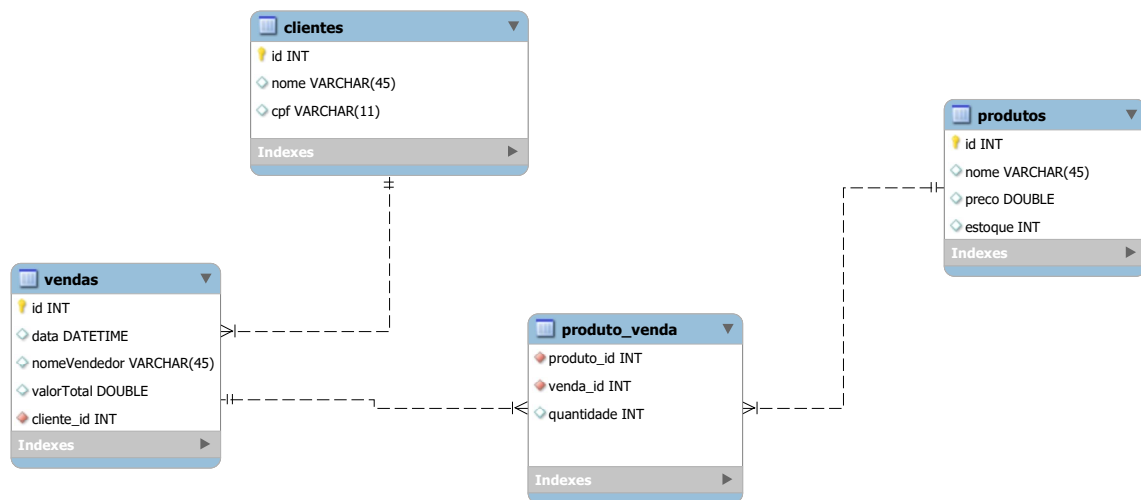 clientes
id INT
nome VARCHAR(45)
cpf VARCHAR(11)
Indexes
produtos
id INT
nome VARCHAR(45)
preco DOUBLE
estoque INT
Indexes
vendas
id INT
data DATETIME
nomeVendedor VARCHAR(45)
valorTotal DOUBLE
cliente_id INT
Indexes
produto_venda
produto_id INT
venda_id INT
quantidade INT
Indexes